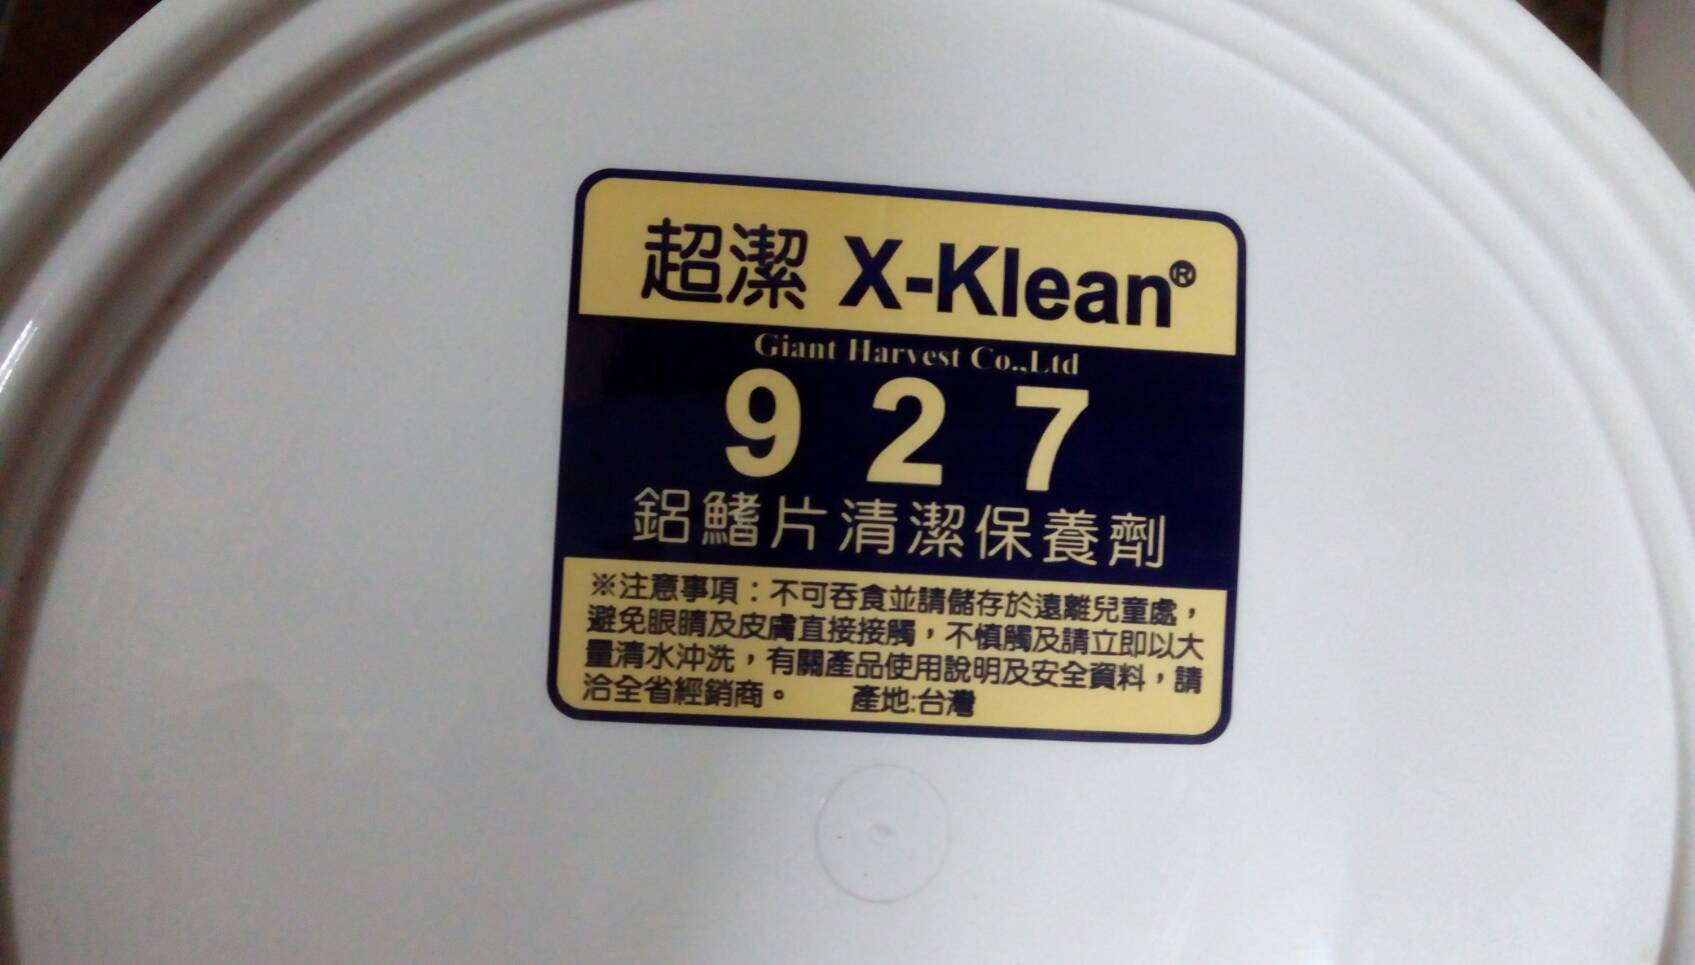 超潔 X-Klean®
Giant Harvest Co.,Ltd
927
鋁鰭片清潔保養劑
※注意事項：不可吞食並請儲存於遠離兒童處，
避免眼睛及皮膚直接接觸，不慎觸及請立即以大
量清水沖洗，有關產品使用說明及安全資料，請
洽全省經銷商。 產地:台灣